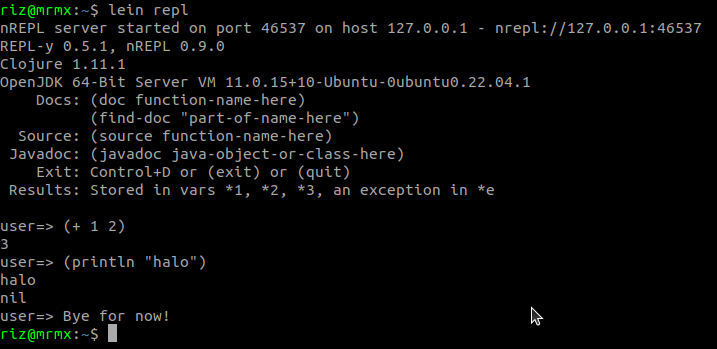 riz@mrmx:~$ lein repl
nREPL server started on port 46537 on host 127.0.0.1 - nrepl://127.0.0.1:46537
REPL-y 0.5.1, nREPL 0.9.0
Clojure 1.11.1
OpenJDK 64-Bit Server VM 11.0.15+10-Ubuntu-0ubuntu0.22.04.1
    Docs: (doc function-name-here)
          (find-doc "part-of-name-here")
  Source: (source function-name-here)
 Javadoc: (javadoc java-object-or-class-here)
    Exit: Control+D or (exit) or (quit)
 Results: Stored in vars *1, *2, *3, an exception in *e
user=> (+ 1 2)
3
user=> (println "halo")
halo
nil
user=> Bye for now!
riz@mrmx:~$